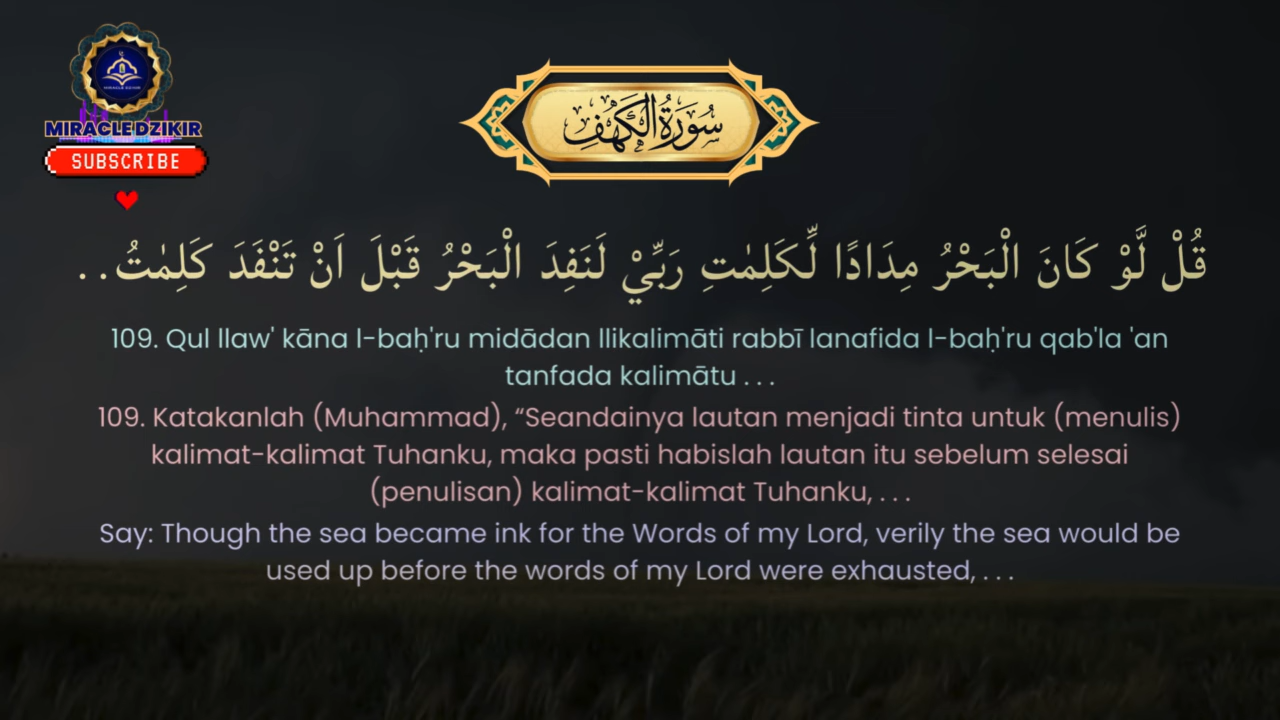 MIRACLE DZIKIR
MIRACLE DZIKIR
SUBSCRIBE
سُورَةُ الْكَهْفِ
قُلْ لَّوْ كَانَ الْبَحْرُ مِدَادًا لِّكَلِمٰتِ رَبِّيْ لَنَفِدَ الْبَحْرُ قَبْلَ اَنْ تَنْفَدَ كَلِمٰتُ..
109. Qul llaw' kāna l-baḥ'ru midādan llikalimāti rabbī lanafida l-baḥ'ru qab'la 'an
tanfada kalimātu . . .
109. Katakanlah (Muhammad), “Seandainya lautan menjadi tinta untuk (menulis)
kalimat-kalimat Tuhanku, maka pasti habislah lautan itu sebelum selesai
(penulisan) kalimat-kalimat Tuhanku, . . .
Say: Though the sea became ink for the Words of my Lord, verily the sea would be
used up before the words of my Lord were exhausted, . . .